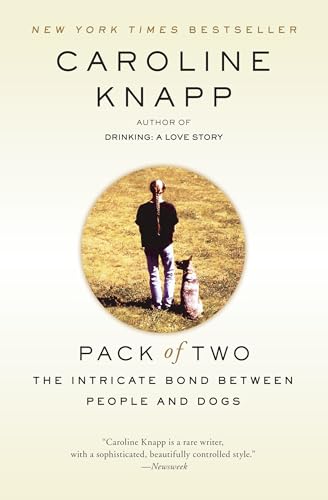 NEW YORK TIMES BESTSELLER
CAROLINE
KNAPP
AUTHOR OF
DRINKING: A LOVE STORY
PACK of TWO
THE INTRICATE BOND BETWEEN
PEOPLE AND DOGS
"Caroline Knapp is a rare writer,
with a sophisticated, beautifully controlled style."
—Newsweek